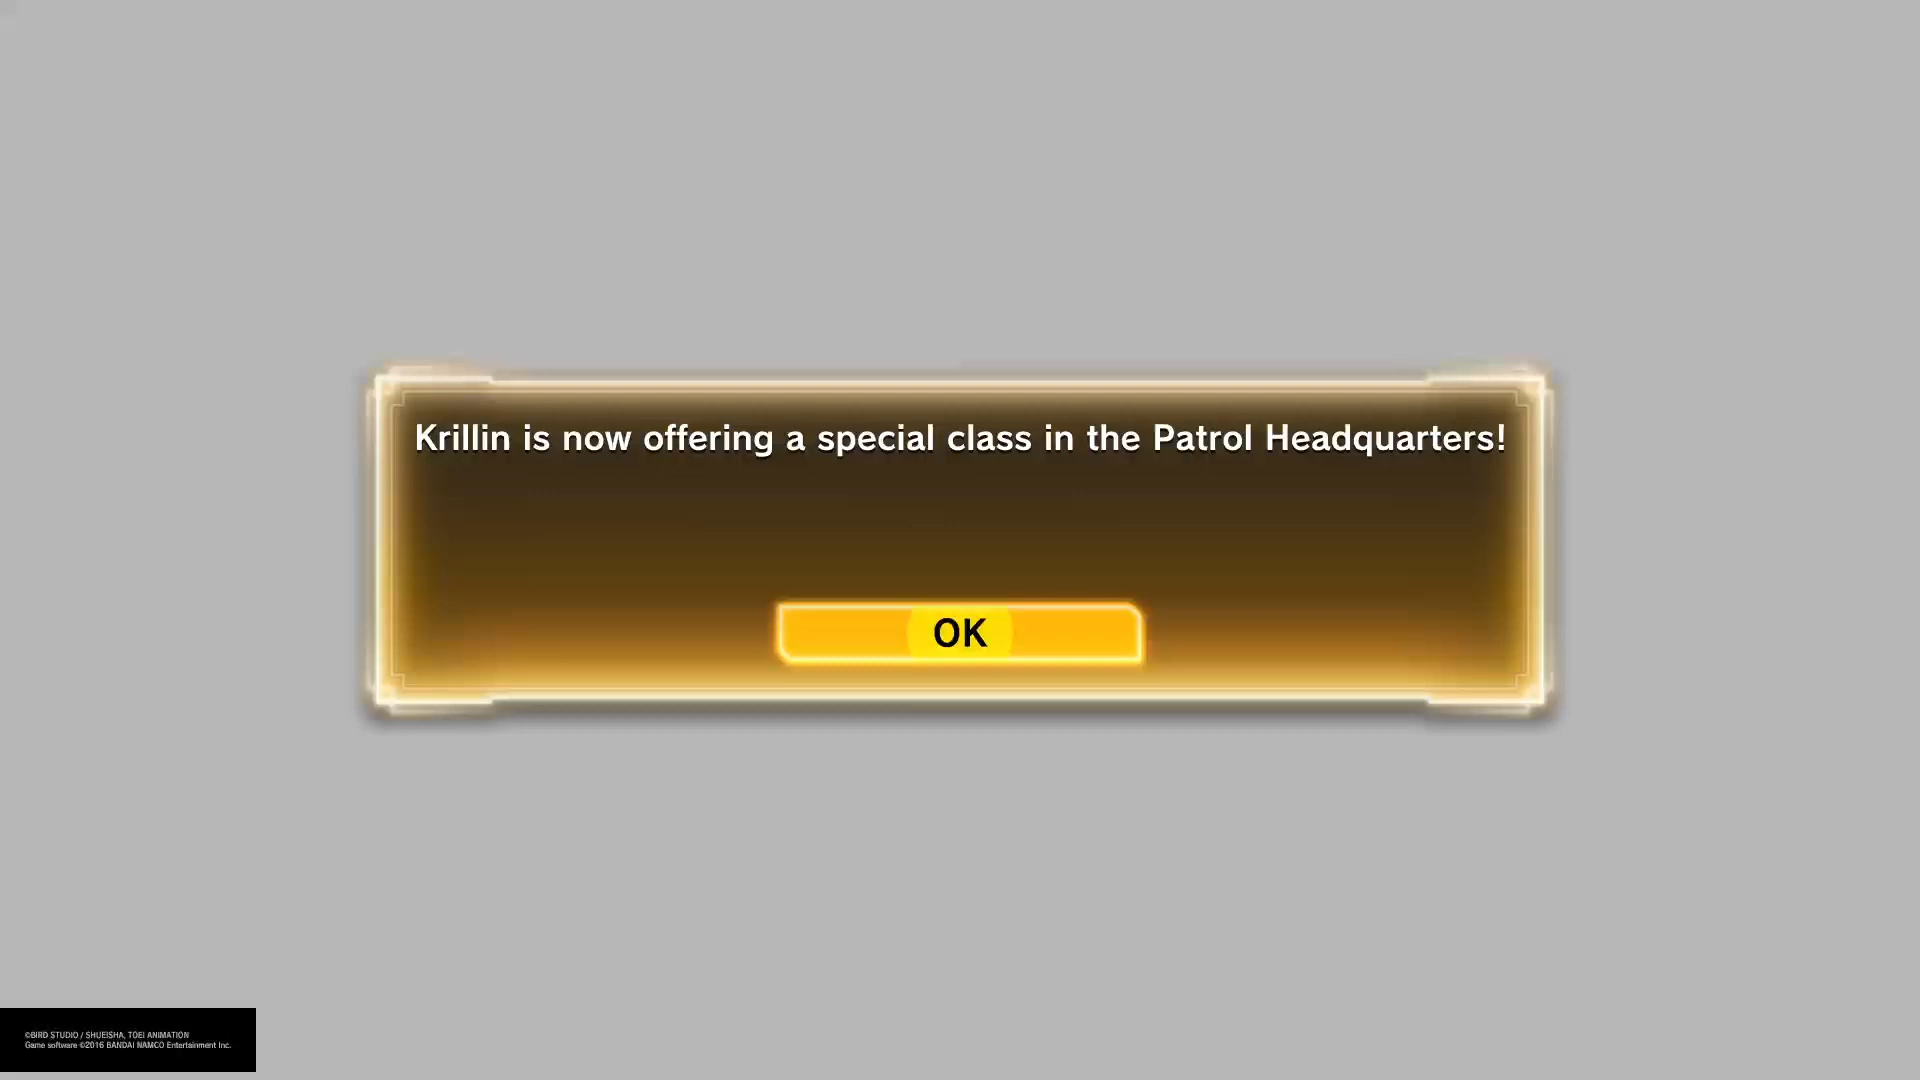 Krillin is now offering a special class in the Patrol Headquarters!
OK
©BIRD STUDIO / SHUEISHA, TOEI ANIMATION
Game software ©2016 BANDAI NAMCO Entertainment Inc.